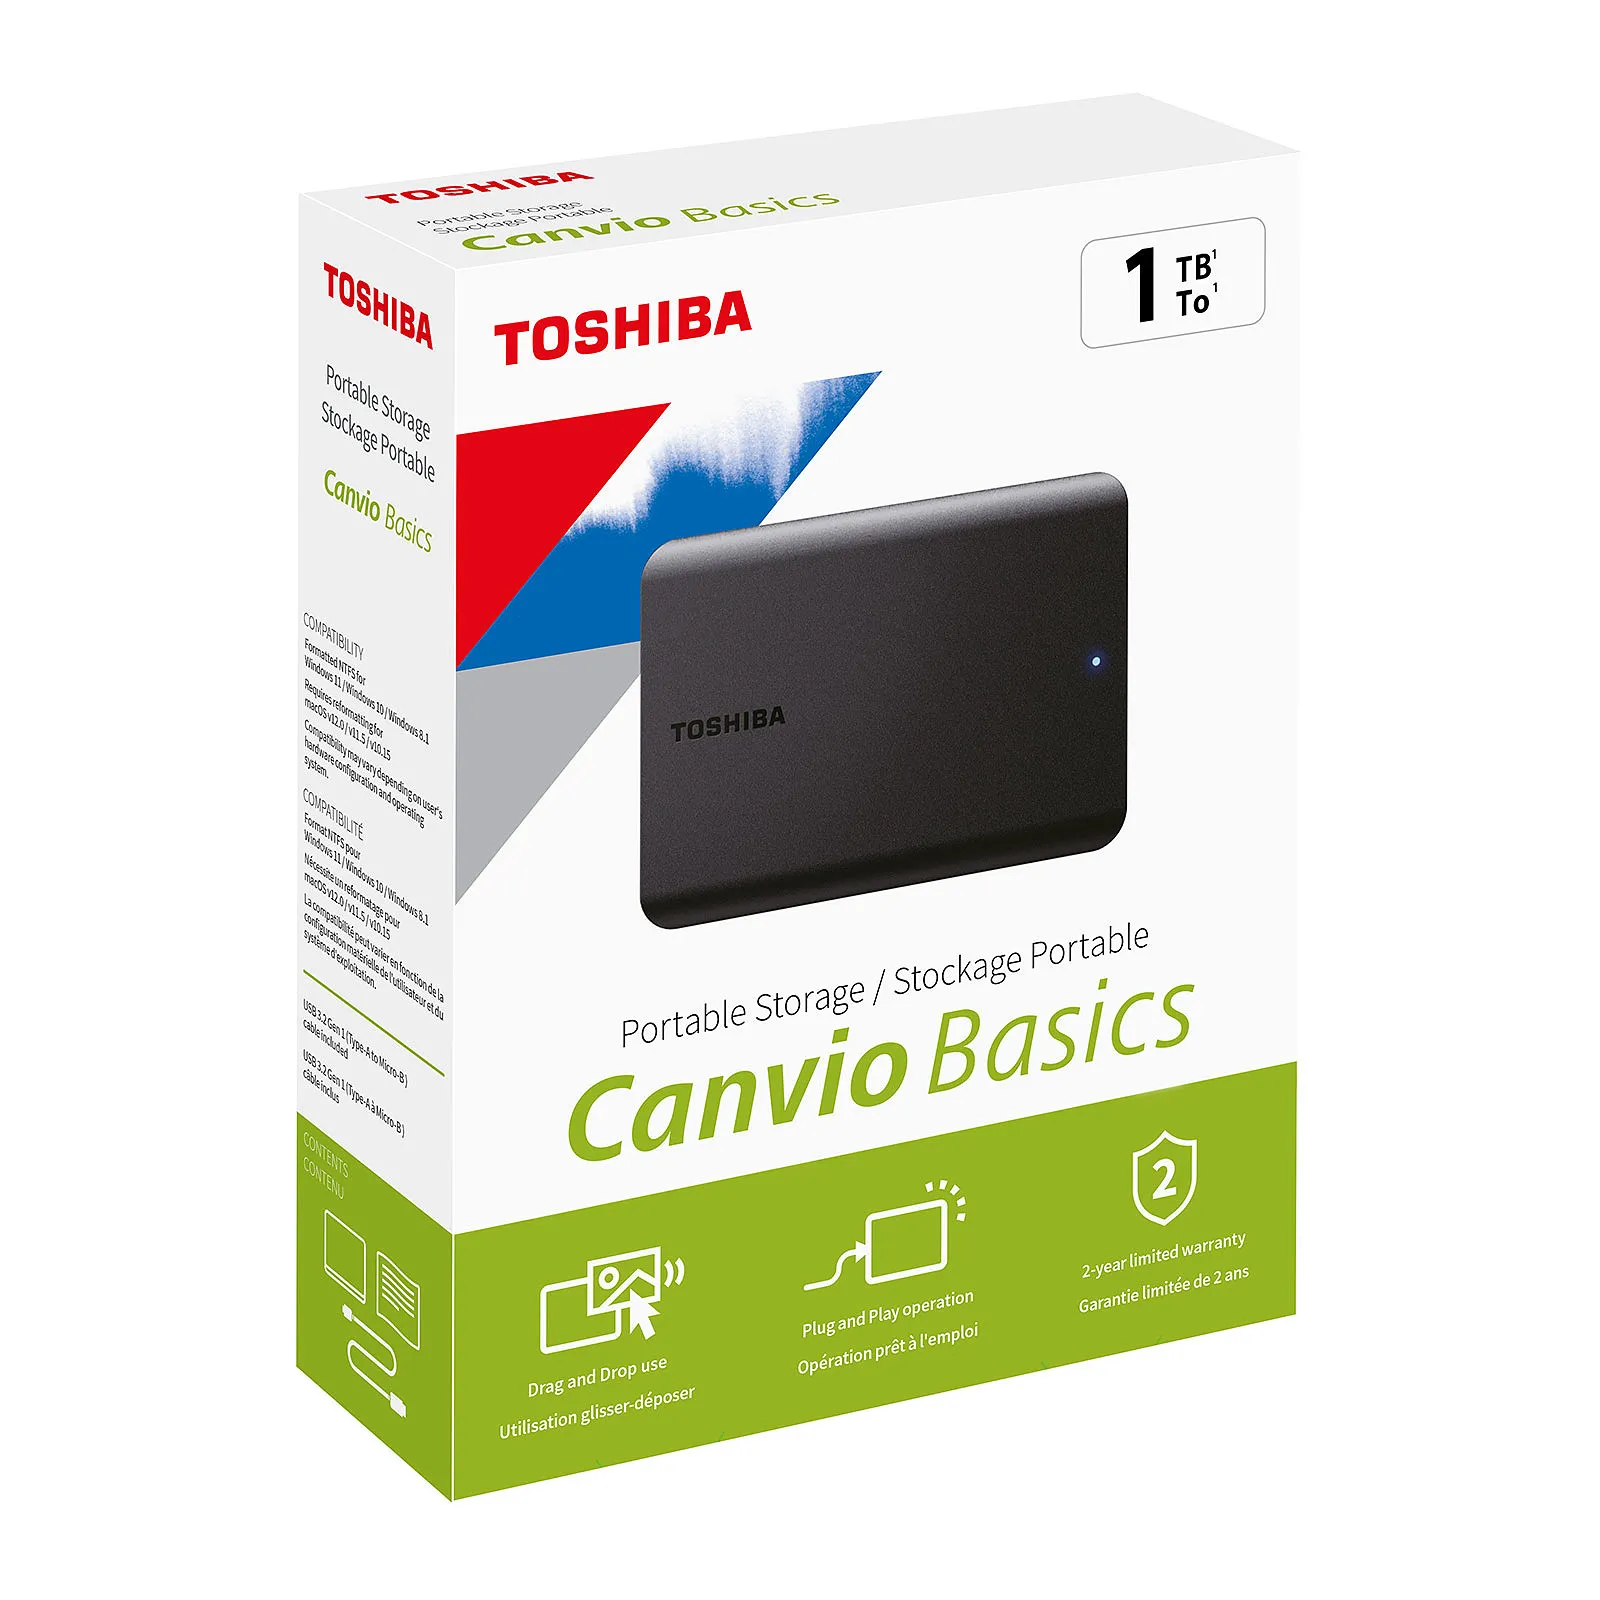 TOSHIBA
Portable Storage
Stockage Portable
Canvio Basics
TOSHIBA
Portable Storage
Stockage Portable
Canvio Basics
COMPATIBILITY
Formatted NTFS for
Windows 11 / Windows 10 / Windows 8.1
Requires reformatting for
macOS v12.0 / v11.5 / v10.15
Compatibility may vary depending on user's
hardware configuration and operating
system.
COMPATIBILITÉ
Format NTFS pour
Windows 11 / Windows 10 / Windows 8.1
Nécessite un reformatage pour
macOS v12.0 / v11.5 / v10.15
La compatibilité peut varier en fonction de la
configuration matérielle de l'utilisateur et du
système d'exploitation.
USB 3.2 Gen 1 (Type-A to Micro-B)
cable included
USB 3.2 Gen 1 (Type-A à Micro-B)
câble inclus
CONTENTS
CONTENU
TOSHIBA
1 TB¹
To¹
TOSHIBA
Portable Storage / Stockage Portable
Canvio Basics
Drag and Drop use
Utilisation glisser-déposer
Plug and Play operation
Opération prêt à l'emploi
2
2-year limited warranty
Garantie limitée de 2 ans